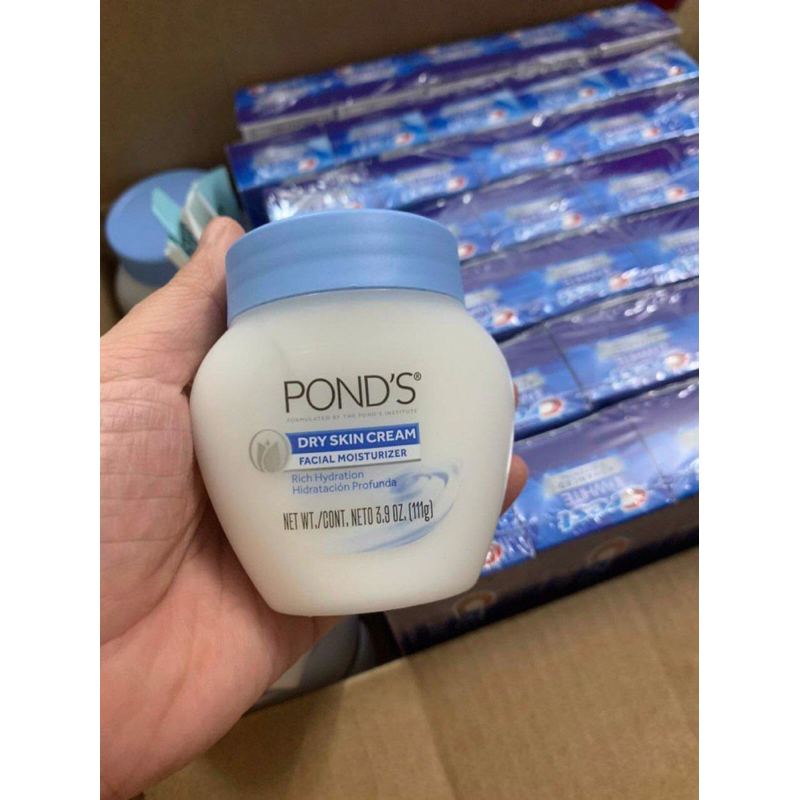 POND'S®
FORMULATED BY THE POND'S INSTITUTE
DRY SKIN CREAM
FACIAL MOISTURIZER
Rich Hydration
Hidratación Profunda
NET WT./CONT. NETO 3.9 OZ. (111g)